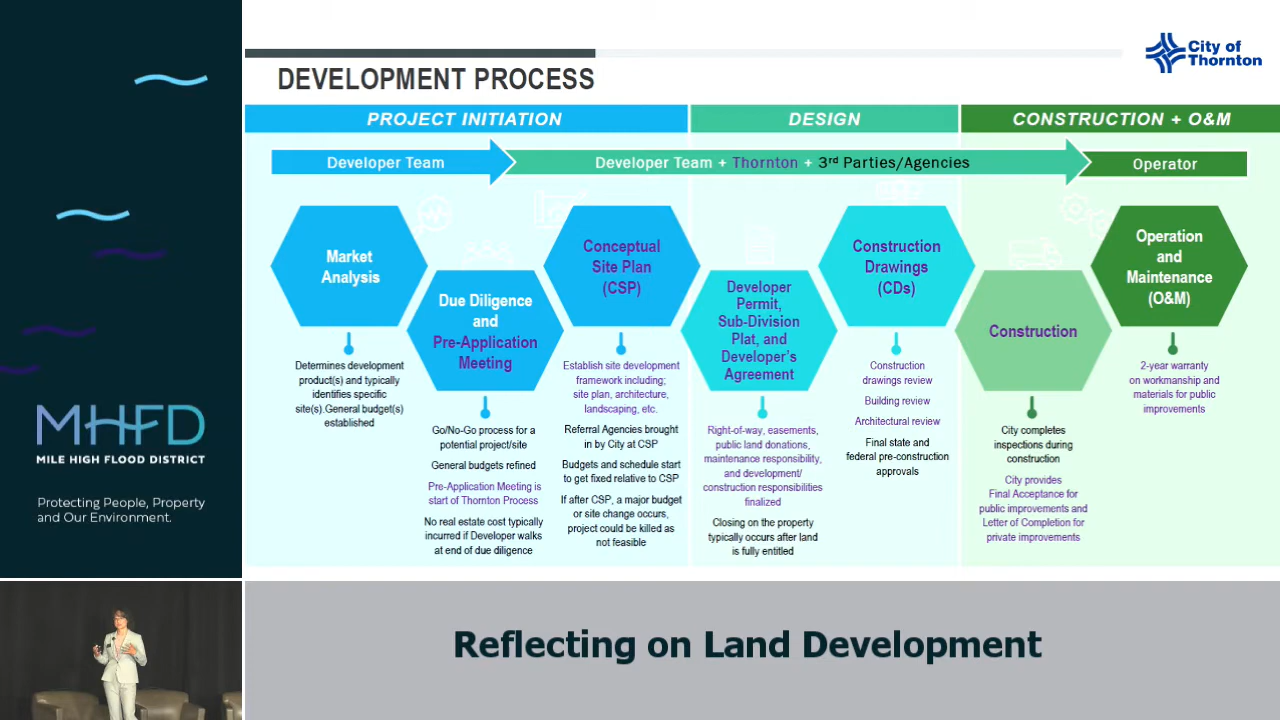 City of
Thornton
DEVELOPMENT PROCESS
PROJECT INITIATION
DESIGN
CONSTRUCTION + O&M
Developer Team
Developer Team + Thornton + 3rd Parties/Agencies
Operator
Market
Analysis
Determines development
product(s) and typically
identifies specific
site(s).General budget(s)
established
Due Diligence
and
Pre-Application
Meeting
Go/No-Go process for a
potential project/site
General budgets refined
Pre-Application Meeting is
start of Thornton Process
No real estate cost typically
incurred if Developer walks
at end of due diligence
Conceptual
Site Plan
(CSP)
Establish site development
framework including;
site plan, architecture,
landscaping, etc.
Referral Agencies brought
in by City at CSP
Budgets and schedule start
to get fixed relative to CSP
If after CSP, a major budget
or site change occurs,
project could be killed as
not feasible
Developer
Permit,
Sub-Division
Plat, and
Developer's
Agreement
Right-of-way, easements,
public land donations,
maintenance responsibility,
and development/
construction responsibilities
finalized
Closing on the property
typically occurs after land
is fully entitled
Construction
Drawings
(CDs)
Construction
drawings review
Building review
Architectural review
Final state and
federal pre-construction
approvals
Construction
City completes
inspections during
construction
City provides
Final Acceptance for
public improvements and
Letter of Completion for
private improvements
Operation
and
Maintenance
(O&M)
2-year warranty
on workmanship and
materials for public
improvements
MHFD
MILE HIGH FLOOD DISTRICT
Protecting People, Property
and Our Environment.
Reflecting on Land Development